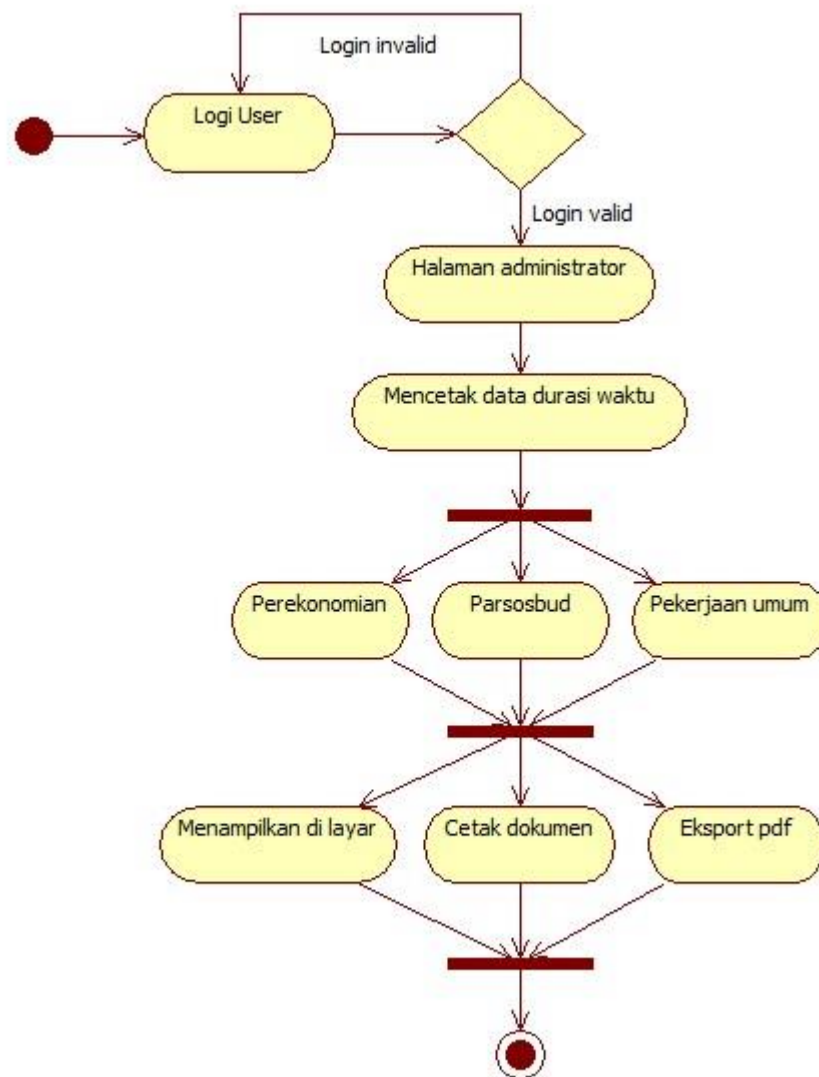 Login invalid
Logi User
Login valid
Halaman administrator
Mencetak data durasi waktu
Perekonomian
Parsosbud
Pekerjaan umum
Menampilkan di layar
Cetak dokumen
Eksport pdf